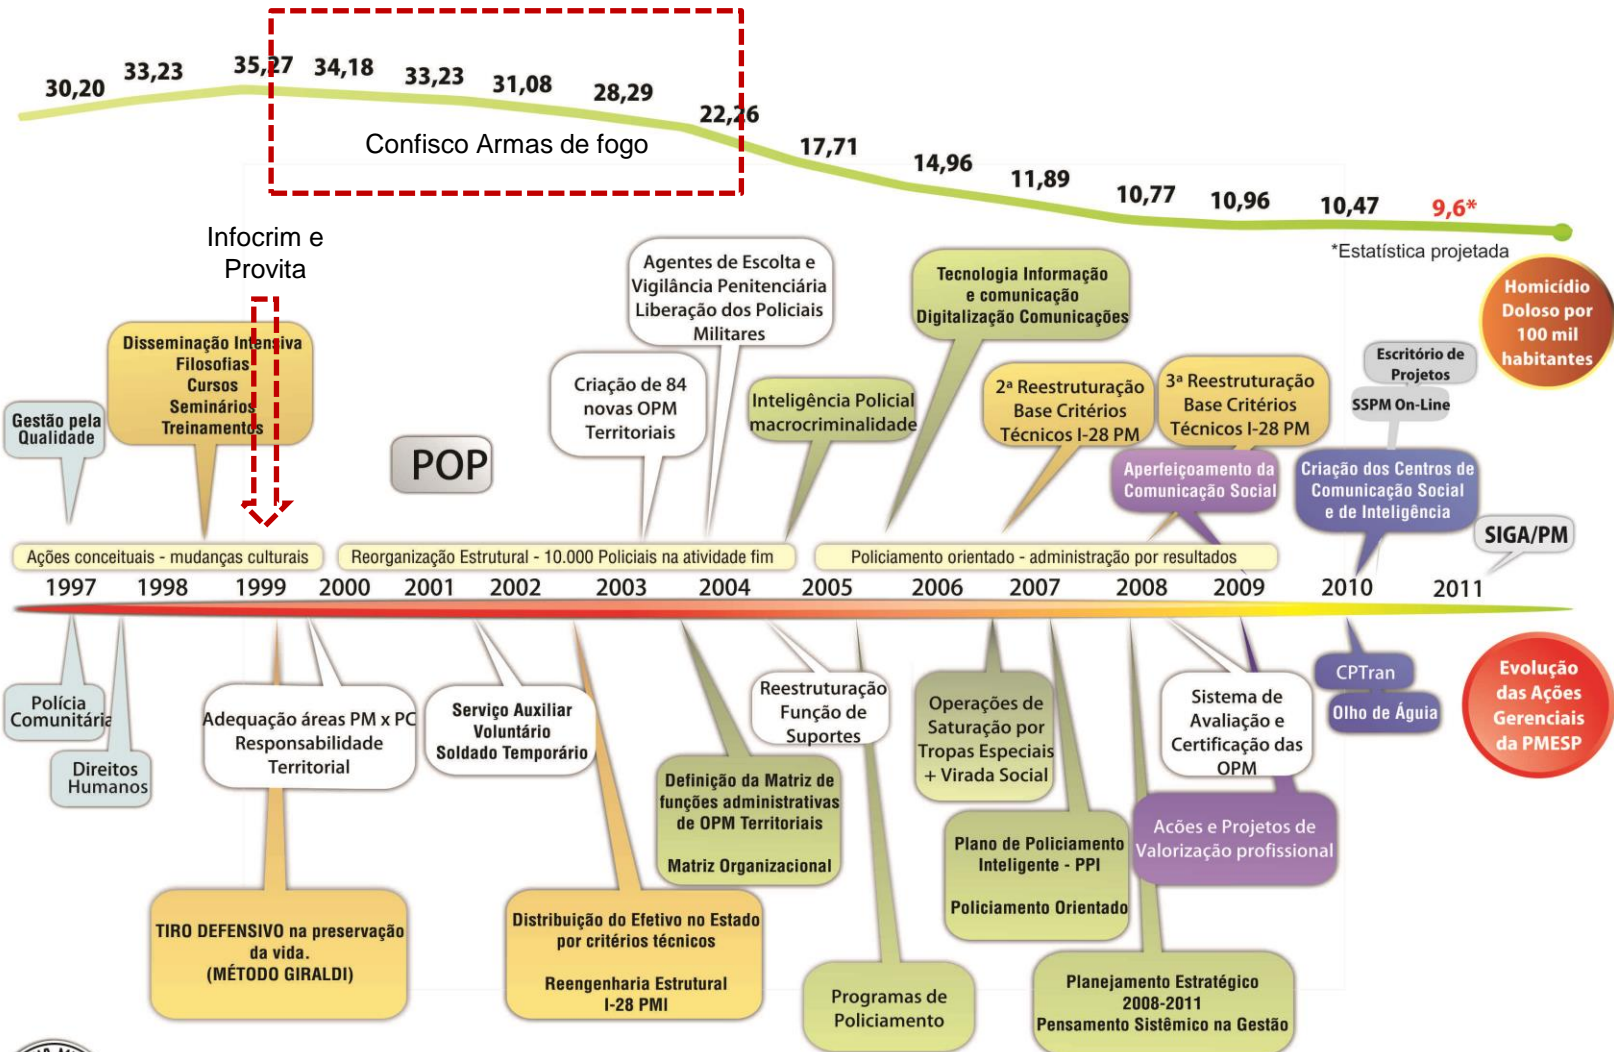 30,20
33,23
35,27
34,18
33,23
31,08
28,29
22,26
17,71
14,96
11,89
10,77
10,96
10,47
9,6*
Confisco Armas de fogo
*Estatística projetada
Homicídio
Doloso por
100 mil
habitantes
Infocrim e
Provita
Gestão pela
Qualidade
Disseminação Intensiva
Filosofias
Cursos
Seminários
Treinamentos
POP
Criação de 84
novas OPM
Territoriais
Agentes de Escolta e
Vigilância Penitenciária
Liberação dos Policiais
Militares
Inteligência Policial
macrocriminalidade
Tecnologia Informação
e comunicação
Digitalização Comunicações
2ª Reestruturação
Base Critérios
Técnicos I-28 PM
3ª Reestruturação
Base Critérios
Técnicos I-28 PM
Aperfeiçoamento da
Comunicação Social
Escritório de
Projetos
SSPM On-Line
Criação dos Centros de
Comunicação Social
e de Inteligência
SIGA/PM
Ações conceituais - mudanças culturais
Reorganização Estrutural - 10.000 Policiais na atividade fim
Policiamento orientado - administração por resultados
1997 1998 1999 2000 2001 2002 2003 2004 2005 2006 2007 2008 2009 2010 2011
Polícia
Comunitária
Direitos
Humanos
Adequação áreas PM x PC
Responsabilidade
Territorial
TIRO DEFENSIVO na preservação
da vida.
(MÉTODO GIRALDI)
Serviço Auxiliar
Voluntário
Soldado Temporário
Distribuição do Efetivo no Estado
por critérios técnicos
Reengenharia Estrutural
I-28 PMI
Definição da Matriz de
funções administrativas
de OPM Territoriais
Matriz Organizacional
Reestruturação
Função de
Suportes
Programas de
Policiamento
Operações de
Saturação por
Tropas Especiais
+ Virada Social
Plano de Policiamento
Inteligente - PPI
Policiamento Orientado
Planejamento Estratégico
2008-2011
Pensamento Sistêmico na Gestão
Sistema de
Avaliação e
Certificação das
OPM
Acões e Projetos de
Valorização profissional
CPTran
Olho de Águia
Evolução
das Ações
Gerenciais
da PMESP